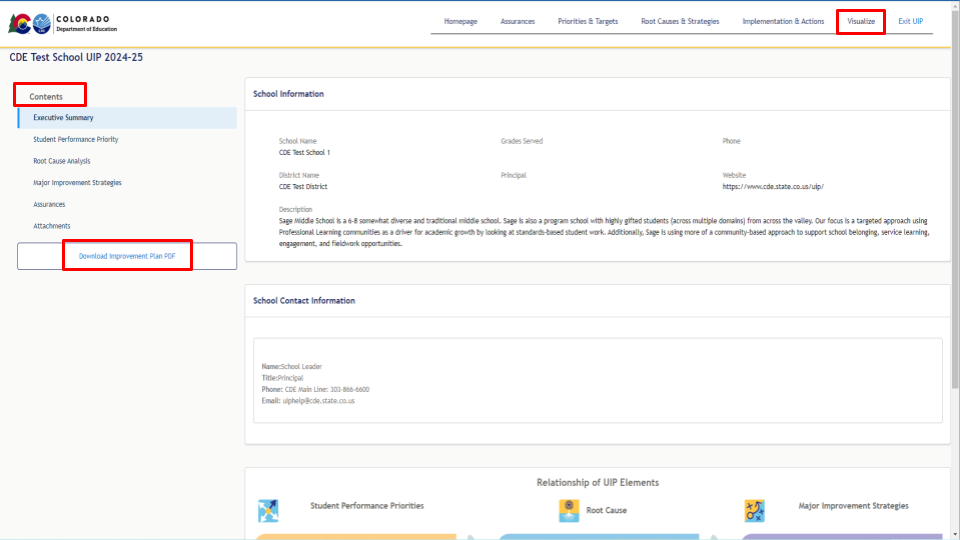 COLORADO
Department of Education
CDE
Homepage Assurances Priorities & Targets Root Causes & Strategies Implementation & Actions Visualize Exit UIP
CDE Test School UIP 2024-25
Contents
Executive Summary
Student Performance Priority
Root Cause Analysis
Major Improvement Strategies
Assurances
Attachments
Download Improvement Plan PDF
School Information
School Name Grades Served Phone
CDE Test School 1
District Name Principal Website
CDE Test District https://www.cde.state.co.us/uip/
Description
Sage Middle School is a 6-8 somewhat diverse and traditional middle school. Sage is also a program school with highly gifted students (across multiple domains) from across the valley. Our focus is a targeted approach using
Professional Learning communities as a driver for academic growth by looking at standards-based student work. Additionally, Sage is using more of a community-based approach to support school belonging, service learning,
engagement, and fieldwork opportunities.
School Contact Information
Name:School Leader
Title:Principal
Phone: CDE Main Line: 303-866-6600
Email: uiphelp@cde.state.co.us
Relationship of UIP Elements
Student Performance Priorities Root Cause Major Improvement Strategies